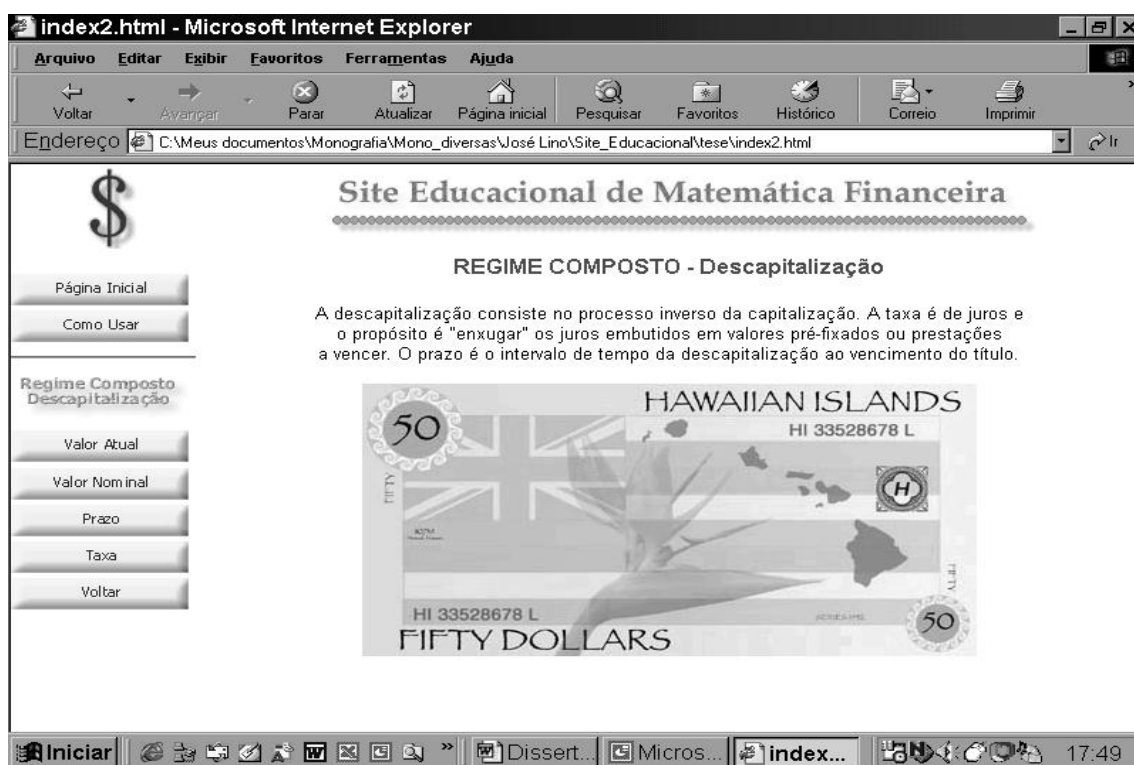 index2.html - Microsoft Internet Explorer
Arquivo Editar Exibir Favoritos Ferramentas Ajuda
Voltar Avançar Parar Atualizar Página inicial Pesquisar Favoritos Histórico Correio Imprimir »
Endereço C:\Meus documentos\Monografia\Mono_diversas\José Lino\Site_Educacional\tese\index2.html Ir
$
Site Educacional de Matemática Financeira
REGIME COMPOSTO - Descapitalização
Página Inicial
Como Usar
A descapitalização consiste no processo inverso da capitalização. A taxa é de juros e
o propósito é "enxugar" os juros embutidos em valores pré-fixados ou prestações
a vencer. O prazo é o intervalo de tempo da descapitalização ao vencimento do título.
Regime Composto
Descapitalização
Valor Atual
Valor Nominal
Prazo
Taxa
Voltar
HAWAIIAN ISLANDS
50
HI 33528678 L
FIFTY
H
FIFTY
HI 33528678 L
50
FIFTY DOLLARS
Iniciar » Dissert... Micros... index... 17:49